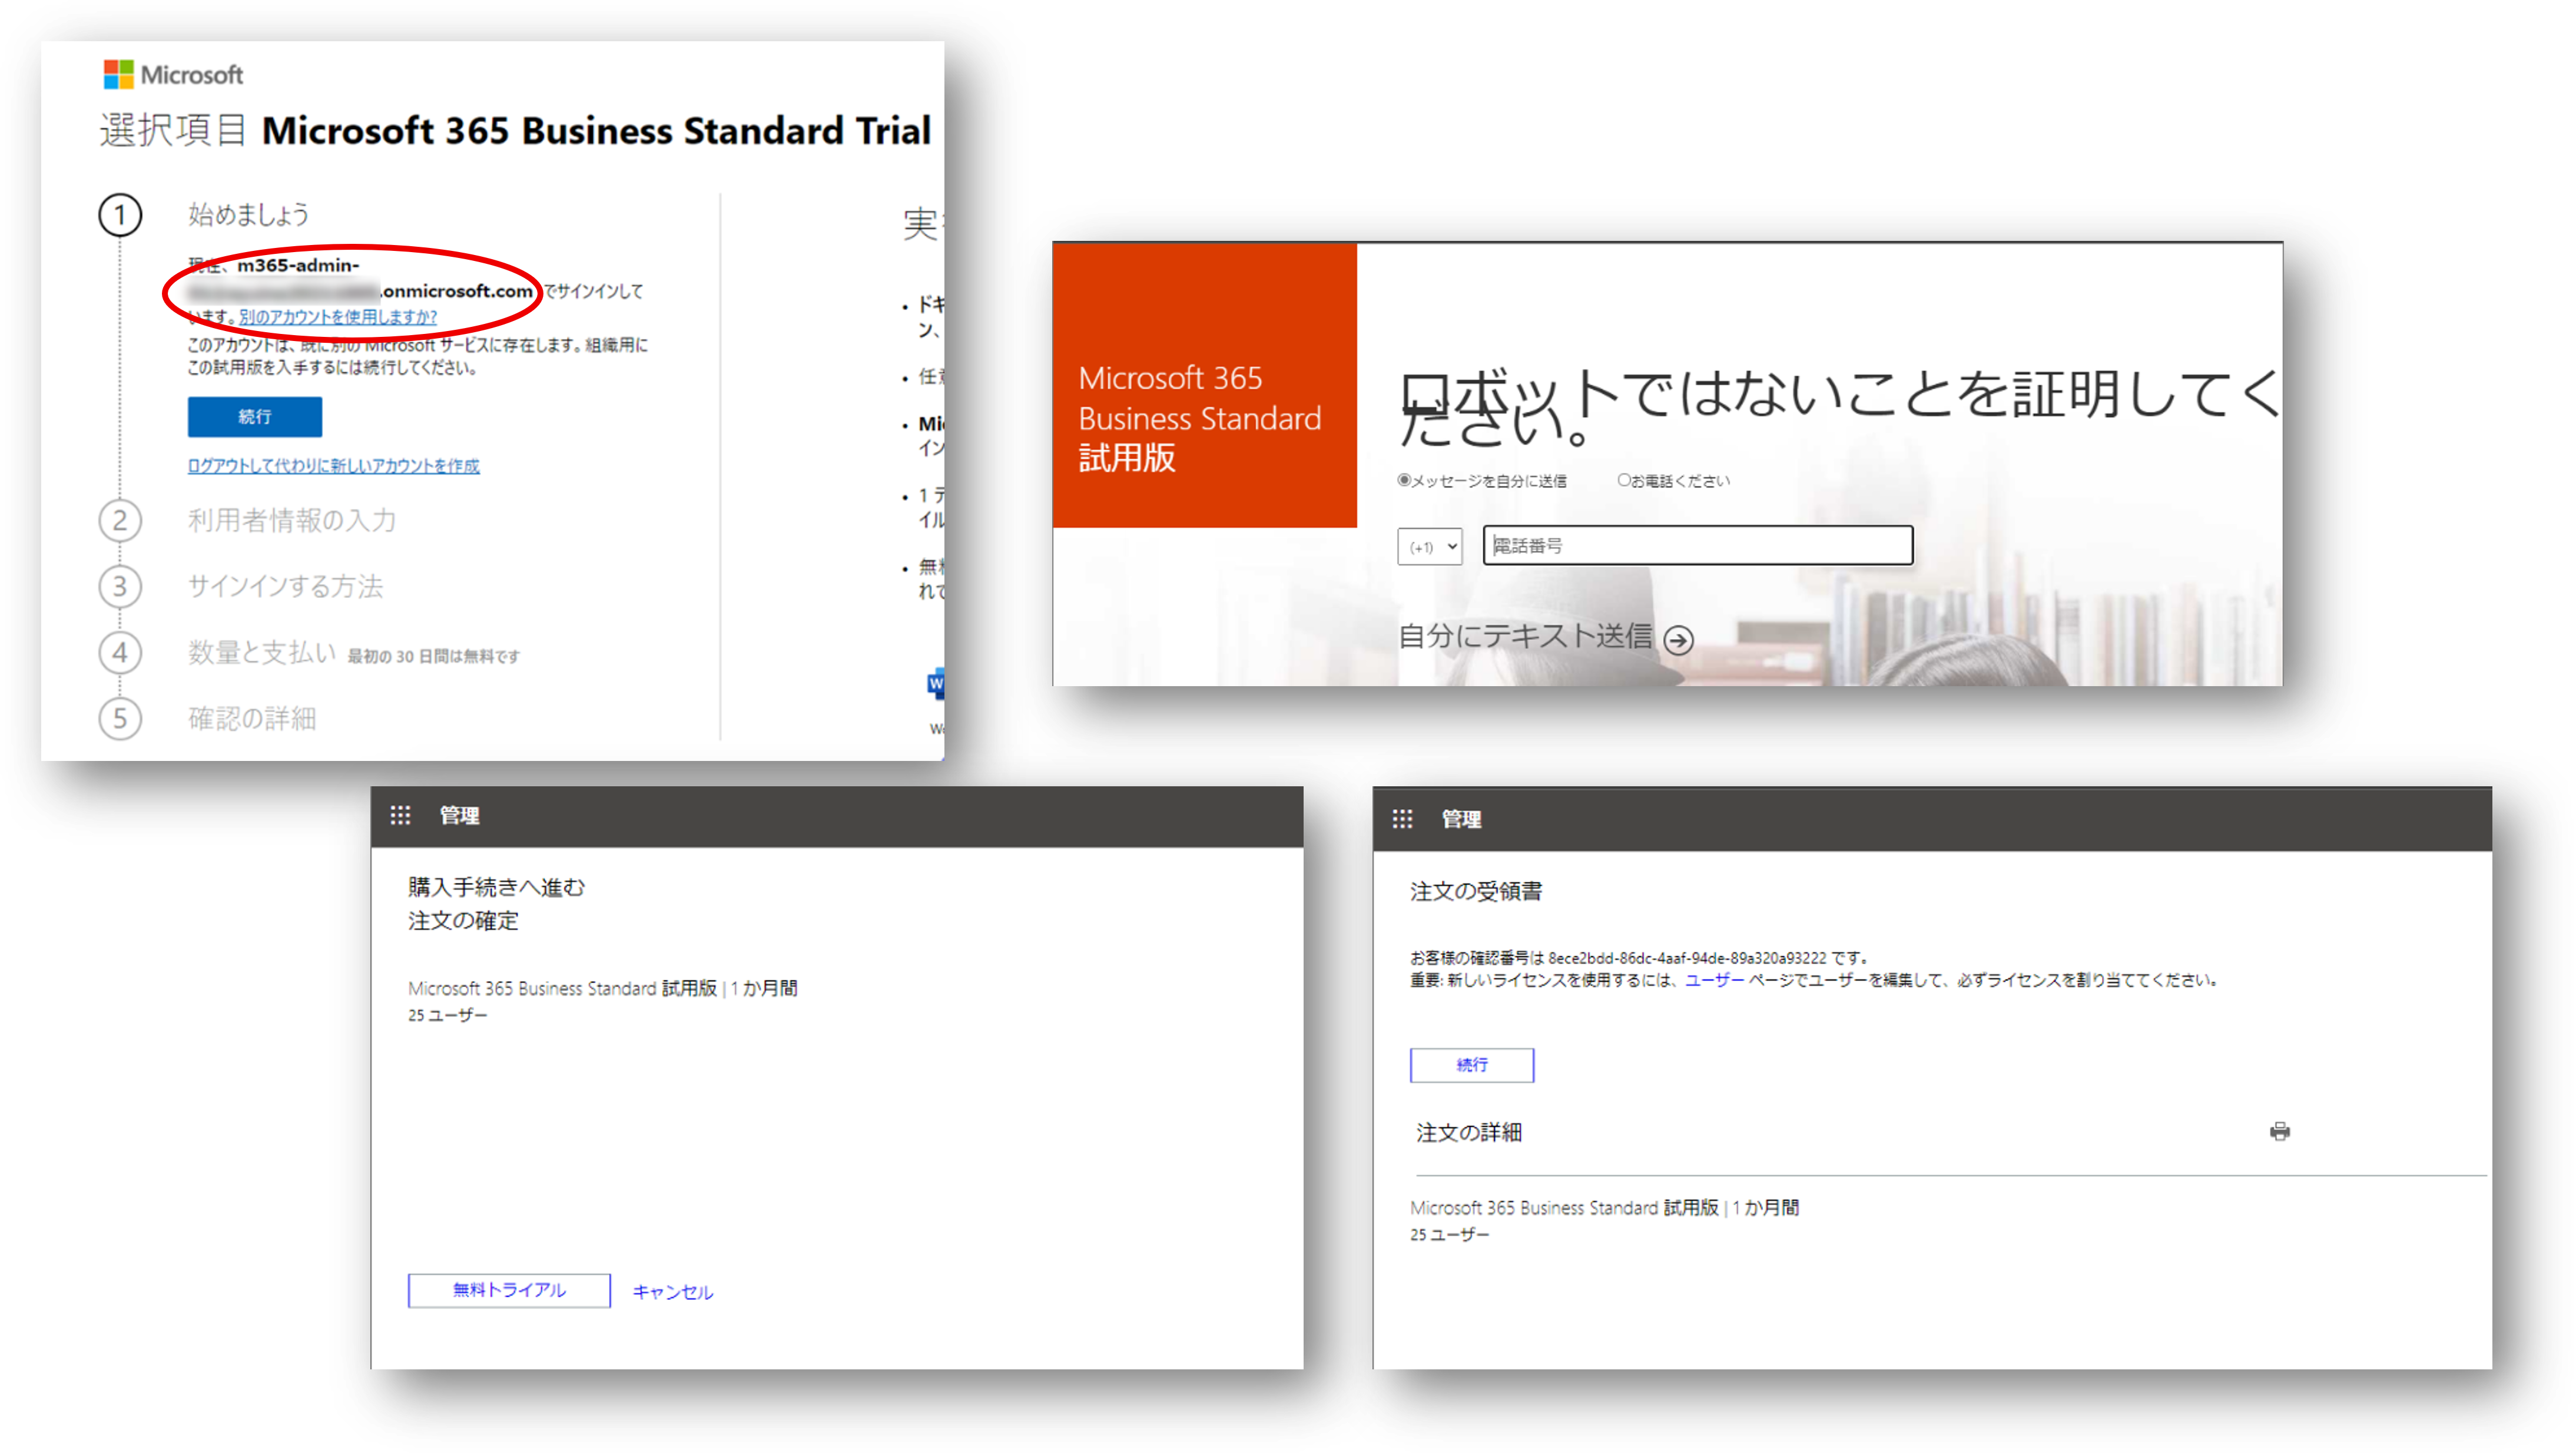 Microsoft
選択項目 Microsoft 365 Business Standard Trial
1 始めましょう
現在、m365-admin-
.onmicrosoft.com でサインインして
います。別のアカウントを使用しますか?
このアカウントは、既に別の Microsoft サービスに存在します。組織用に
この試用版を入手するには続行してください。
続行
ログアウトして代わりに新しいアカウントを作成
2 利用者情報の入力
3 サインインする方法
4 数量と支払い 最初の 30 日間は無料です
5 確認の詳細
実
• ドキ
ン、
• 任意
• Mi
イン
• 1 テ
イル
• 無料
れて
W
Microsoft 365
Business Standard
試用版
ロボットではないことを証明してく
ださい。
メッセージを自分に送信 お電話ください
(+1) 電話番号
自分にテキスト送信
管理
購入手続きへ進む
注文の確定
Microsoft 365 Business Standard 試用版 | 1 か月間
25 ユーザー
無料トライアル キャンセル
管理
注文の受領書
お客様の確認番号は 8ece2bdd-86dc-4aaf-94de-89a320a93222 です。
重要: 新しいライセンスを使用するには、ユーザー ページでユーザーを編集して、必ずライセンスを割り当ててください。
続行
注文の詳細
Microsoft 365 Business Standard 試用版 | 1 か月間
25 ユーザー